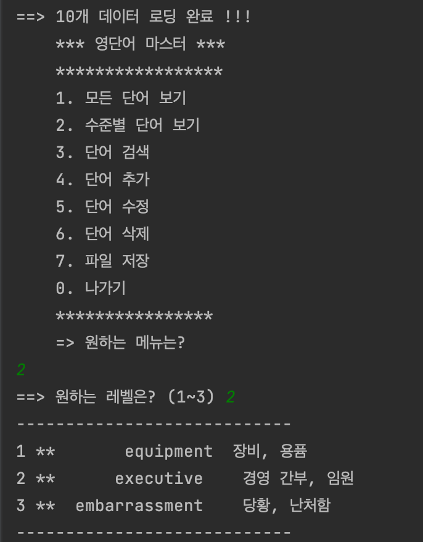 ==> 10개 데이터 로딩 완료 !!!
*** 영단어 마스터 ***
*****************
1. 모든 단어 보기
2. 수준별 단어 보기
3. 단어 검색
4. 단어 추가
5. 단어 수정
6. 단어 삭제
7. 파일 저장
0. 나가기
****************
=> 원하는 메뉴는?
2
==> 원하는 레벨은? (1~3) 2
----------------------------
1 **       equipment  장비, 용품
2 **      executive    경영 간부, 임원
3 **  embarrassment    당황, 난처함
----------------------------